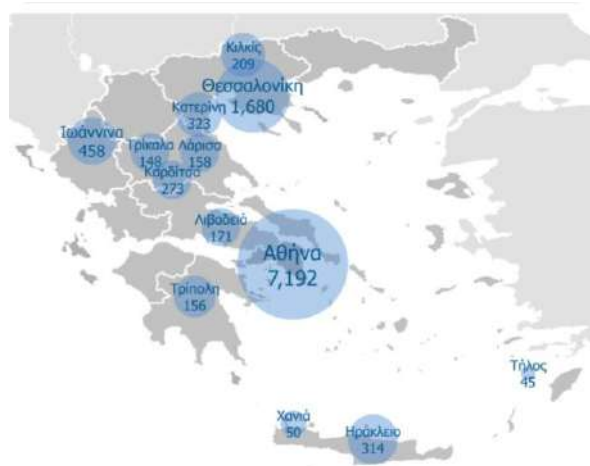 Κιλκίς
209
Θεσσαλονίκη
1,680
Κατερίνη
323
Ιωάννινα
458
Τρίκαλα
148
Λάρισα
158
Καρδίτσα
273
Λιβαδειά
171
Αθήνα
7,192
Τρίπολη
156
Τήλος
45
Χανιά
50
Ηράκλειο
314